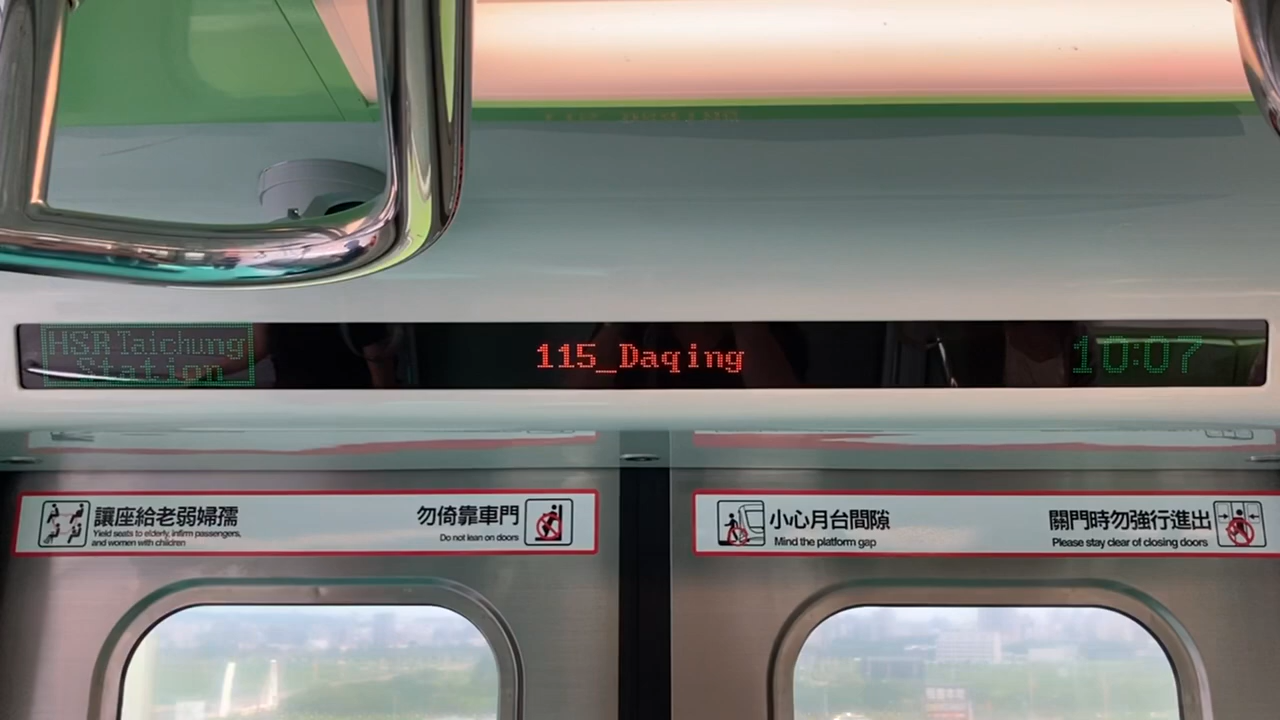 HSR Taichung
Station
115_Daqing
10:07
讓座給老弱婦孺
Yield seats to elderly, infirm passengers,
and women with children
勿倚靠車門
Do not lean on doors
小心月台間隙
Mind the platform gap
關門時勿強行進出
Please stay clear of closing doors